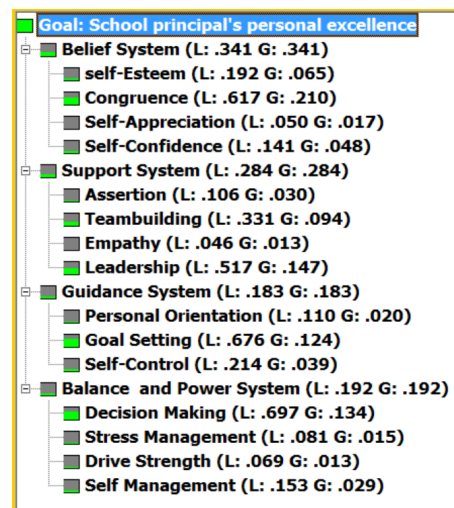 Goal: School principal's personal excellence
Belief System (L: .341 G: .341)
self-Esteem (L: .192 G: .065)
Congruence (L: .617 G: .210)
Self-Appreciation (L: .050 G: .017)
Self-Confidence (L: .141 G: .048)
Support System (L: .284 G: .284)
Assertion (L: .106 G: .030)
Teambuilding (L: .331 G: .094)
Empathy (L: .046 G: .013)
Leadership (L: .517 G: .147)
Guidance System (L: .183 G: .183)
Personal Orientation (L: .110 G: .020)
Goal Setting (L: .676 G: .124)
Self-Control (L: .214 G: .039)
Balance and Power System (L: .192 G: .192)
Decision Making (L: .697 G: .134)
Stress Management (L: .081 G: .015)
Drive Strength (L: .069 G: .013)
Self Management (L: .153 G: .029)